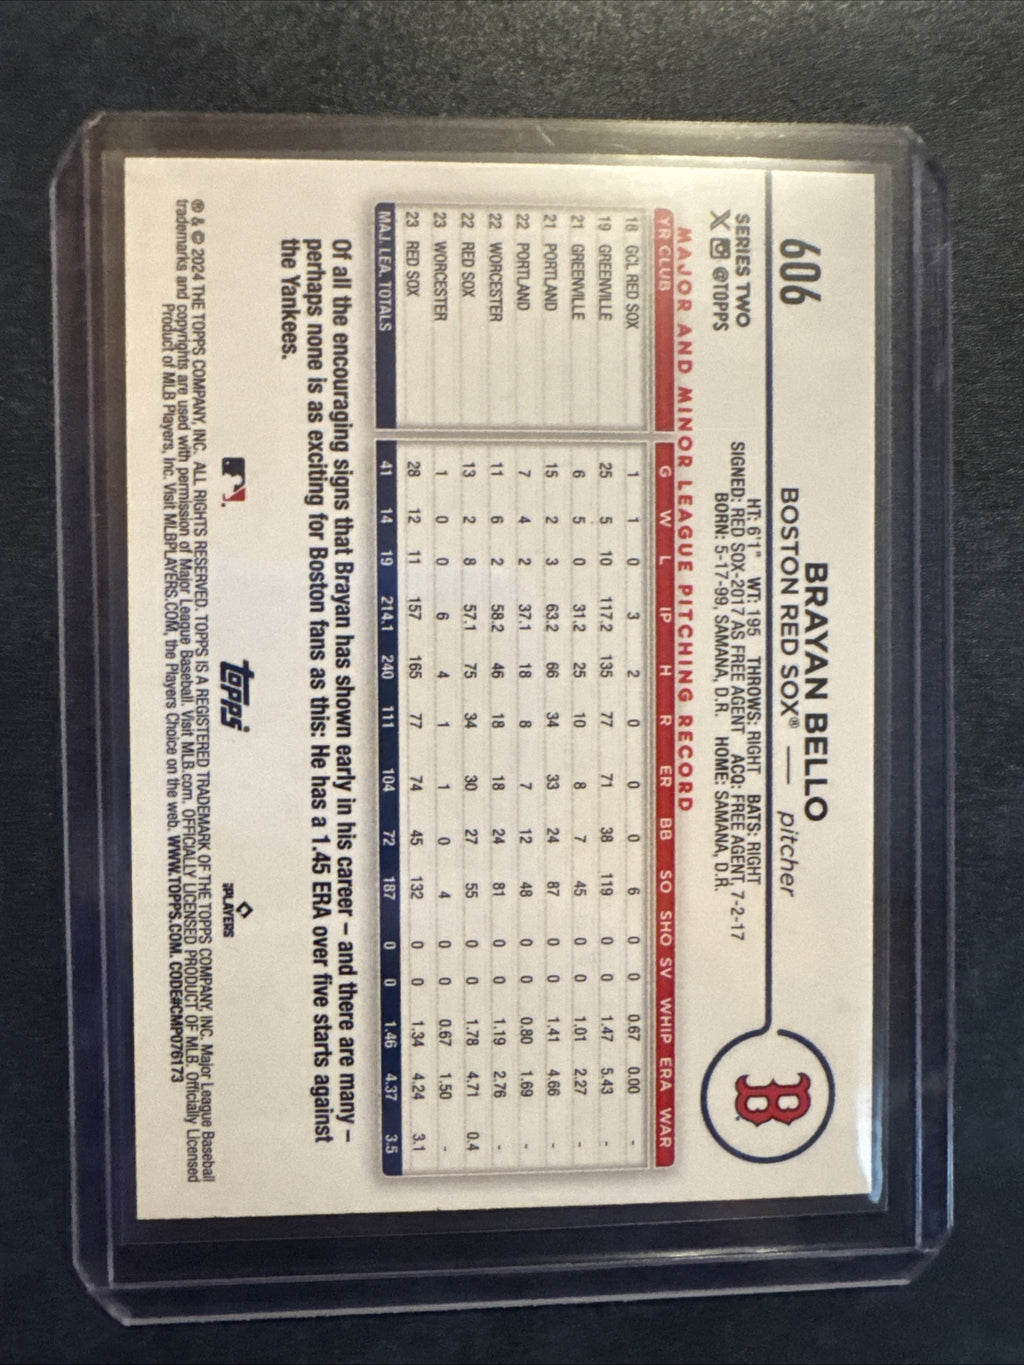 606
SERIES TWO
@TOPPS
BRAYAN BELLO
BOSTON RED SOX® — pitcher
HT: 6'1" WT: 195 THROWS: RIGHT BATS: RIGHT
SIGNED: RED SOX-2017 AS FREE AGENT ACQ: FREE AGENT, 7-2-17
BORN: 5-17-99, SAMANA, D.R. HOME: SAMANA, D.R.
B
MAJOR AND MINOR LEAGUE PITCHING RECORD
YR CLUB G W L IP H R ER BB SO SHO SV WHIP ERA WAR
18 GCL RED SOX 1 1 0 3 2 0 0 0 6 0 0 0.67 0.00 -
19 GREENVILLE 25 5 10 117.2 135 77 71 38 119 0 0 1.47 5.43 -
21 GREENVILLE 6 5 0 31.2 25 10 8 7 45 0 0 1.01 2.27 -
21 PORTLAND 15 2 3 63.2 66 34 33 24 87 0 0 1.41 4.66 -
22 PORTLAND 7 4 2 37.1 18 8 7 12 48 0 0 0.80 1.69 -
22 WORCESTER 11 6 2 58.2 46 18 18 24 81 0 0 1.19 2.76 -
22 RED SOX 13 2 8 57.1 75 34 30 27 55 0 0 1.78 4.71 0.4
23 WORCESTER 1 0 0 6 4 1 1 0 4 0 0 0.67 1.50 -
23 RED SOX 28 12 11 157 165 77 74 45 132 0 0 1.34 4.24 3.1
MAJ. LEA. TOTALS 41 14 19 214.1 240 111 104 72 187 0 0 1.46 4.37 3.5
Of all the encouraging signs that Brayan has shown early in his career – and there are many –
perhaps none is as exciting for Boston fans as this: He has a 1.45 ERA over five starts against
the Yankees.
topps
PLAYERS
® & © 2024 THE TOPPS COMPANY, INC. ALL RIGHTS RESERVED. TOPPS IS A REGISTERED TRADEMARK OF THE TOPPS COMPANY, INC. Major League Baseball
trademarks and copyrights are used with permission of Major League Baseball. Visit MLB.com. OFFICIALLY LICENSED PRODUCT OF MLB. Officially Licensed
Product of MLB Players, Inc. Visit MLBPLAYERS.COM, the Players Choice on the web. WWW.TOPPS.COM. CODE#CMP076173